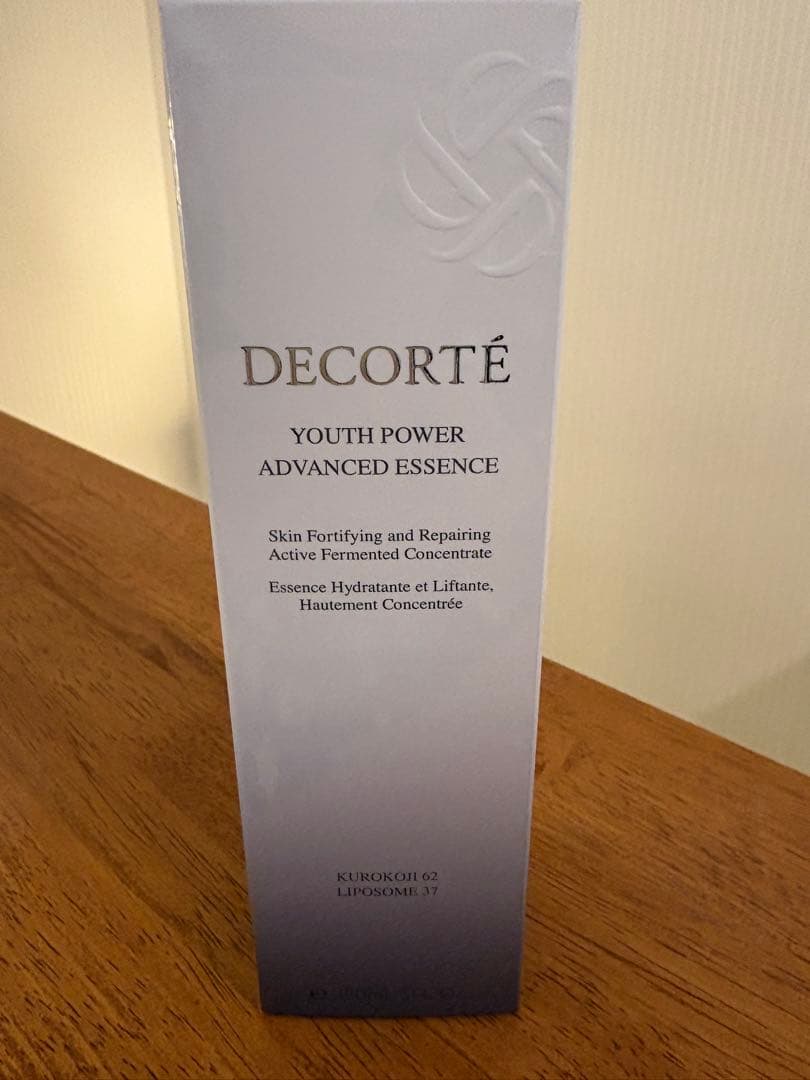 DECORTÉ
YOUTH POWER
ADVANCED ESSENCE
Skin Fortifying and Repairing
Active Fermented Concentrate
Essence Hydratante et Liftante,
Hautement Concentrée
KUROKOJI 62
LIPOSOME 37